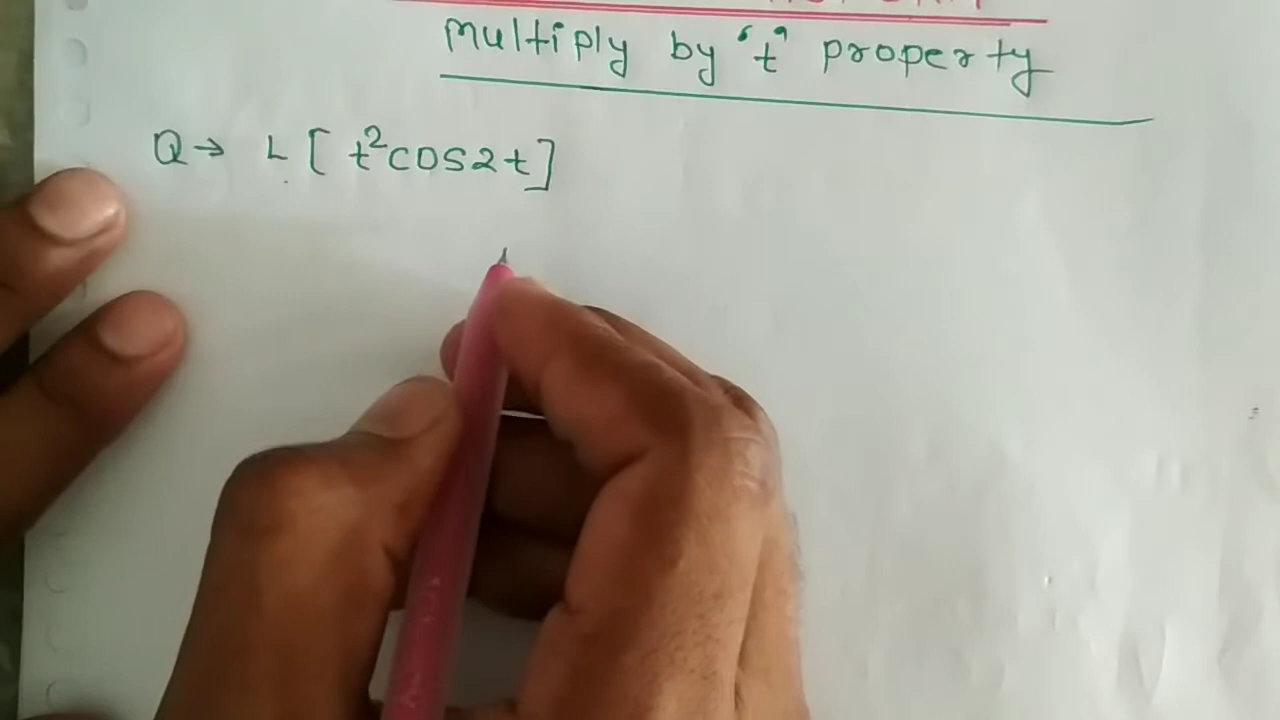 Multiply by 't' property
Q→ L[t²cos2t]